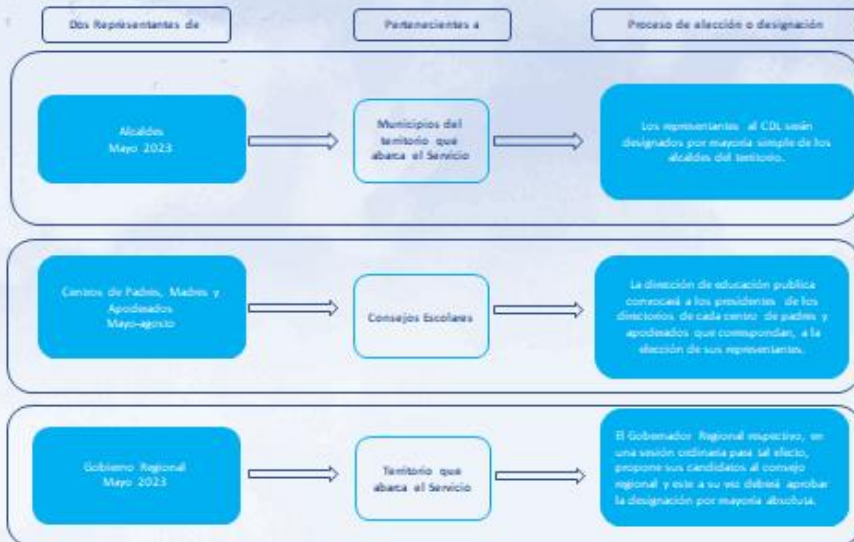 Dos Representantes de
Pertenecientes a
Proceso de elección o designación
Alcaldes
Mayo 2023
Municipios del
territorio que
abarca el Servicio
Los representantes al CDL serán
designados por mayoría simple de los
alcaldes del territorio.
Centros de Padres, Madres y
Apoderados
Mayo-agosto
Consejos Escolares
La dirección de educación publica
convocará a los presidentes de los
directorios de cada centro de padres y
apoderados que correspondan, a la
elección de sus representantes.
Gobierno Regional
Mayo 2023
Territorio que
abarca el Servicio
El Gobernador Regional respectivo, en
una sesión ordinaria para tal efecto,
propone sus candidatos al consejo
regional y este a su vez deberá aprobar
la designación por mayoría absoluta.